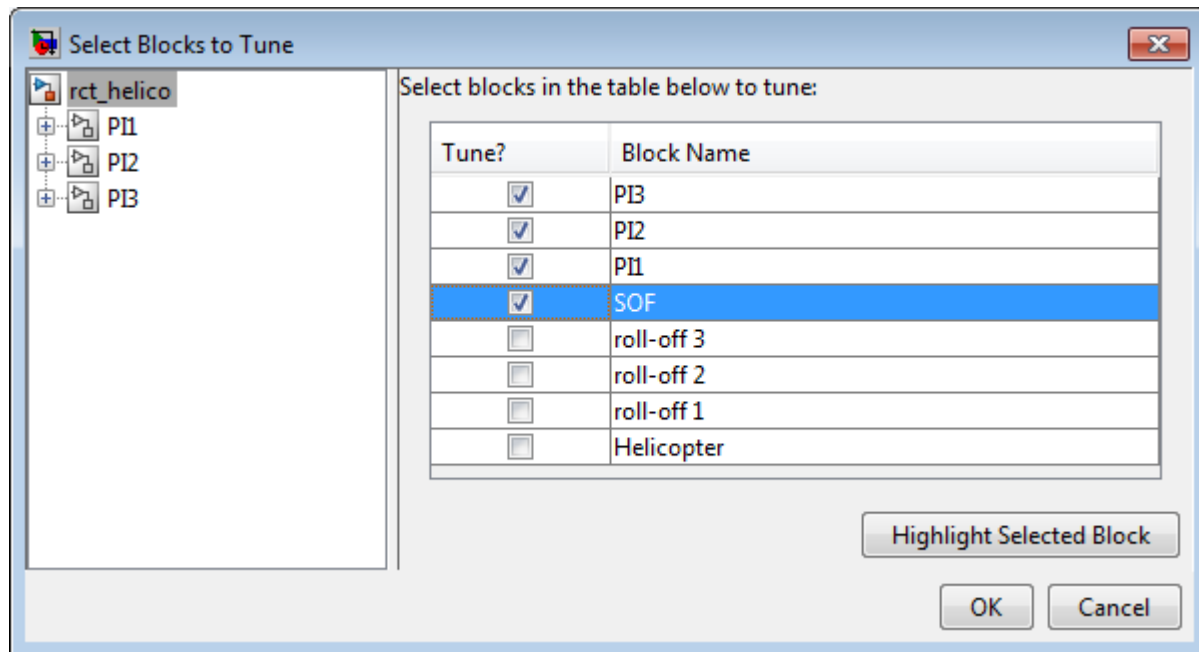 Select Blocks to Tune
rct_helico
PI1
PI2
PI3
Select blocks in the table below to tune:
Tune? Block Name
PI3
PI2
PI1
SOF
roll-off 3
roll-off 2
roll-off 1
Helicopter
Highlight Selected Block
OK Cancel